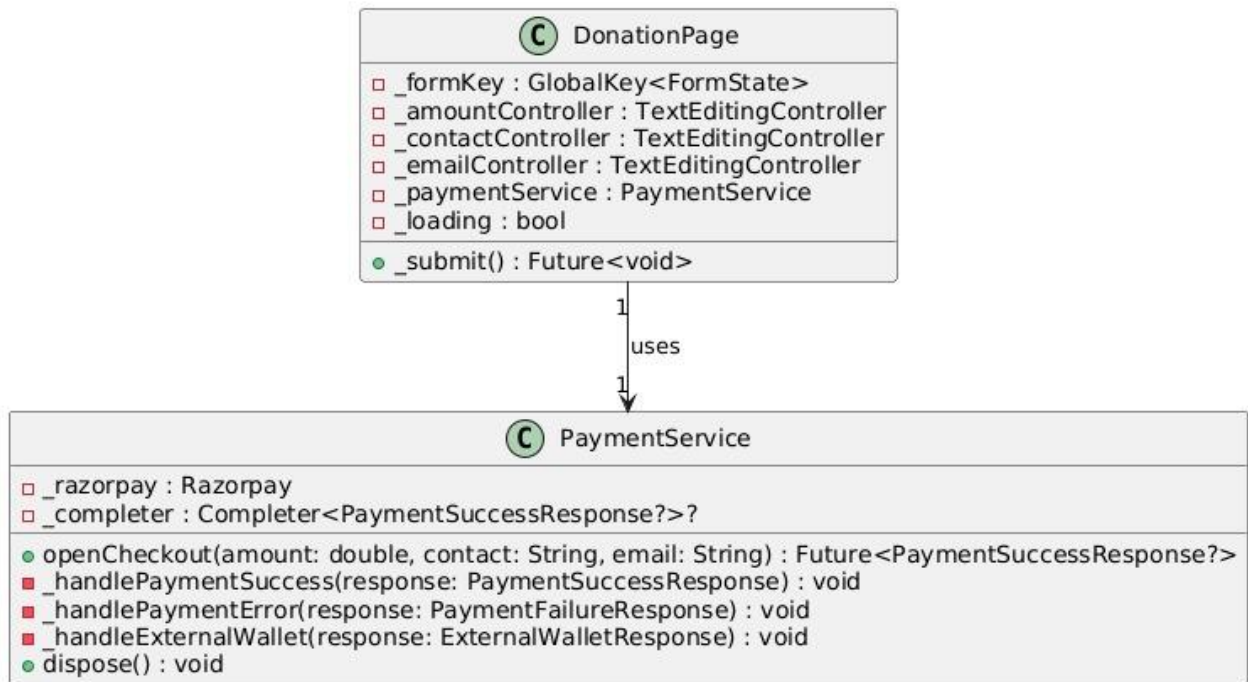 C DonationPage
_formKey : GlobalKey<FormState>
_amountController : TextEditingController
_contactController : TextEditingController
_emailController : TextEditingController
_paymentService : PaymentService
_loading : bool
_submit() : Future<void>
1
uses
1
C PaymentService
_razorpay : Razorpay
_completer : Completer<PaymentSuccessResponse?>?
openCheckout(amount: double, contact: String, email: String) : Future<PaymentSuccessResponse?>
_handlePaymentSuccess(response: PaymentSuccessResponse) : void
_handlePaymentError(response: PaymentFailureResponse) : void
_handleExternalWallet(response: ExternalWalletResponse) : void
dispose() : void